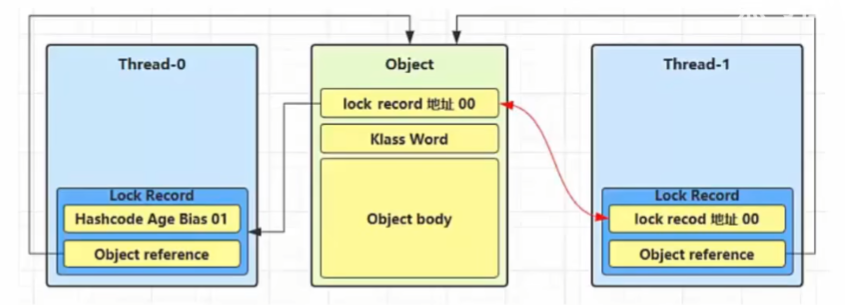 Thread-0
Object
Thread-1
lock record 地址 00
Klass Word
Object body
Lock Record
Hashcode Age Bias 01
Object reference
Lock Record
lock recod 地址 00
Object reference